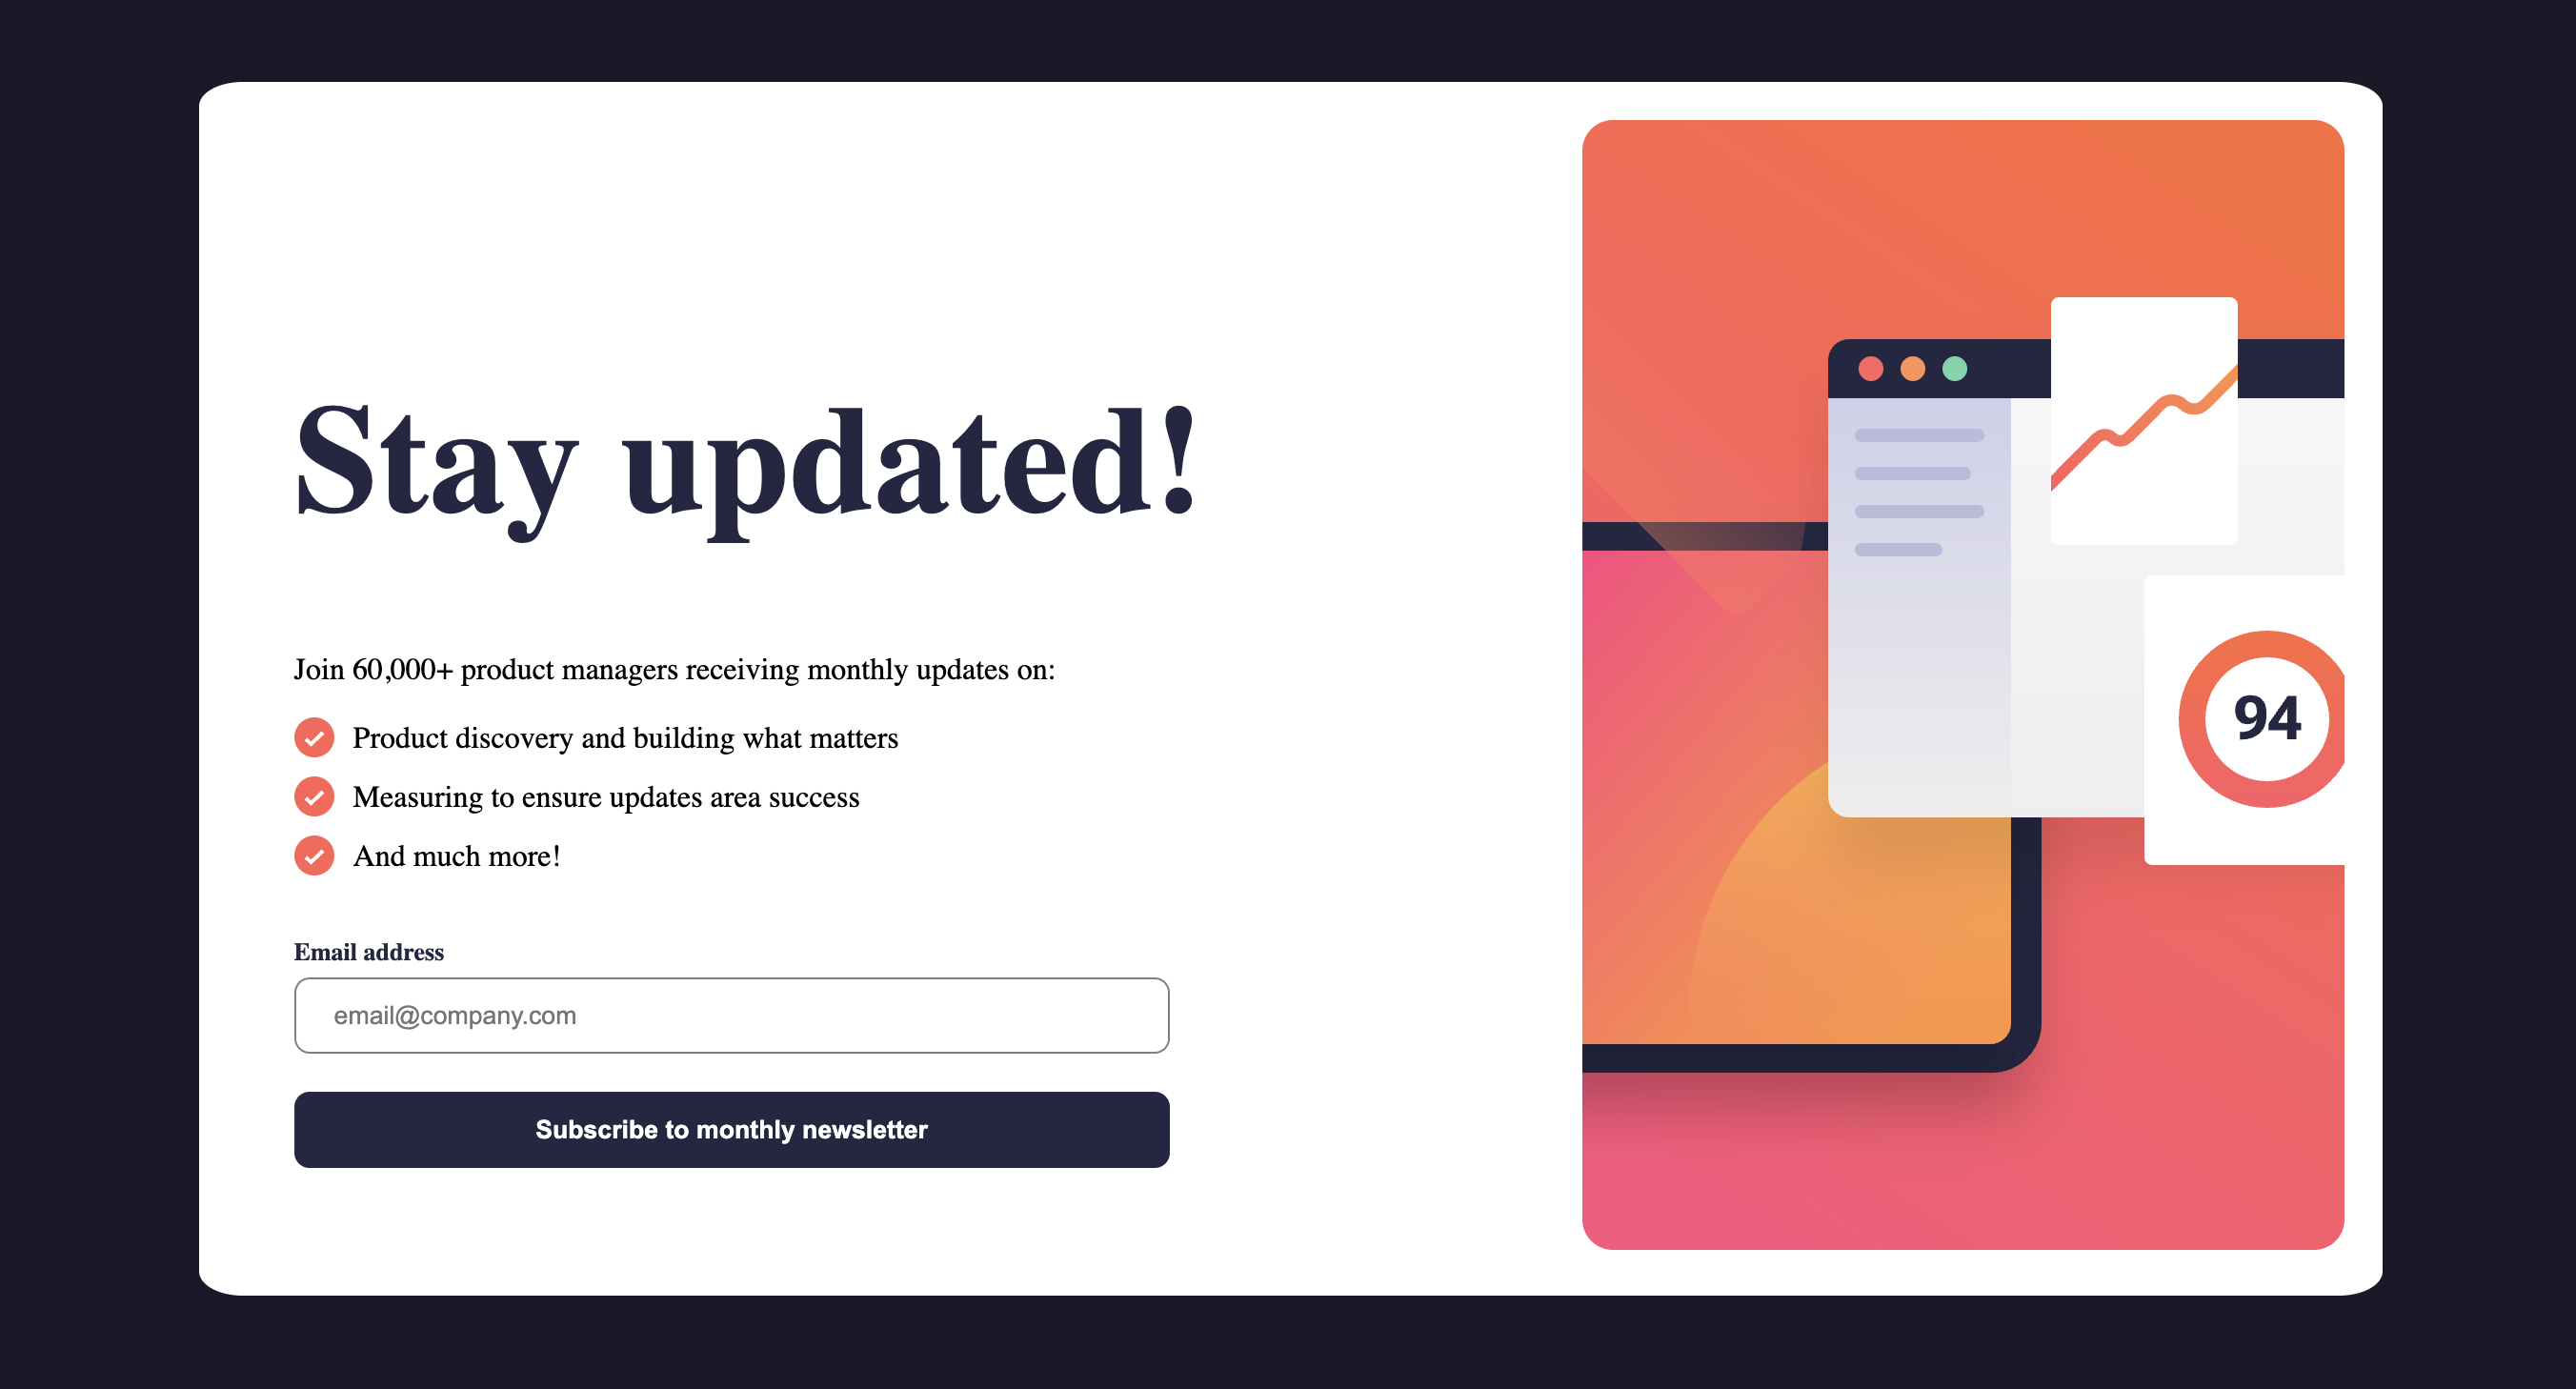 Stay updated!
Join 60,000+ product managers receiving monthly updates on:
Product discovery and building what matters
Measuring to ensure updates area success
And much more!
Email address
email@company.com
Subscribe to monthly newsletter
94